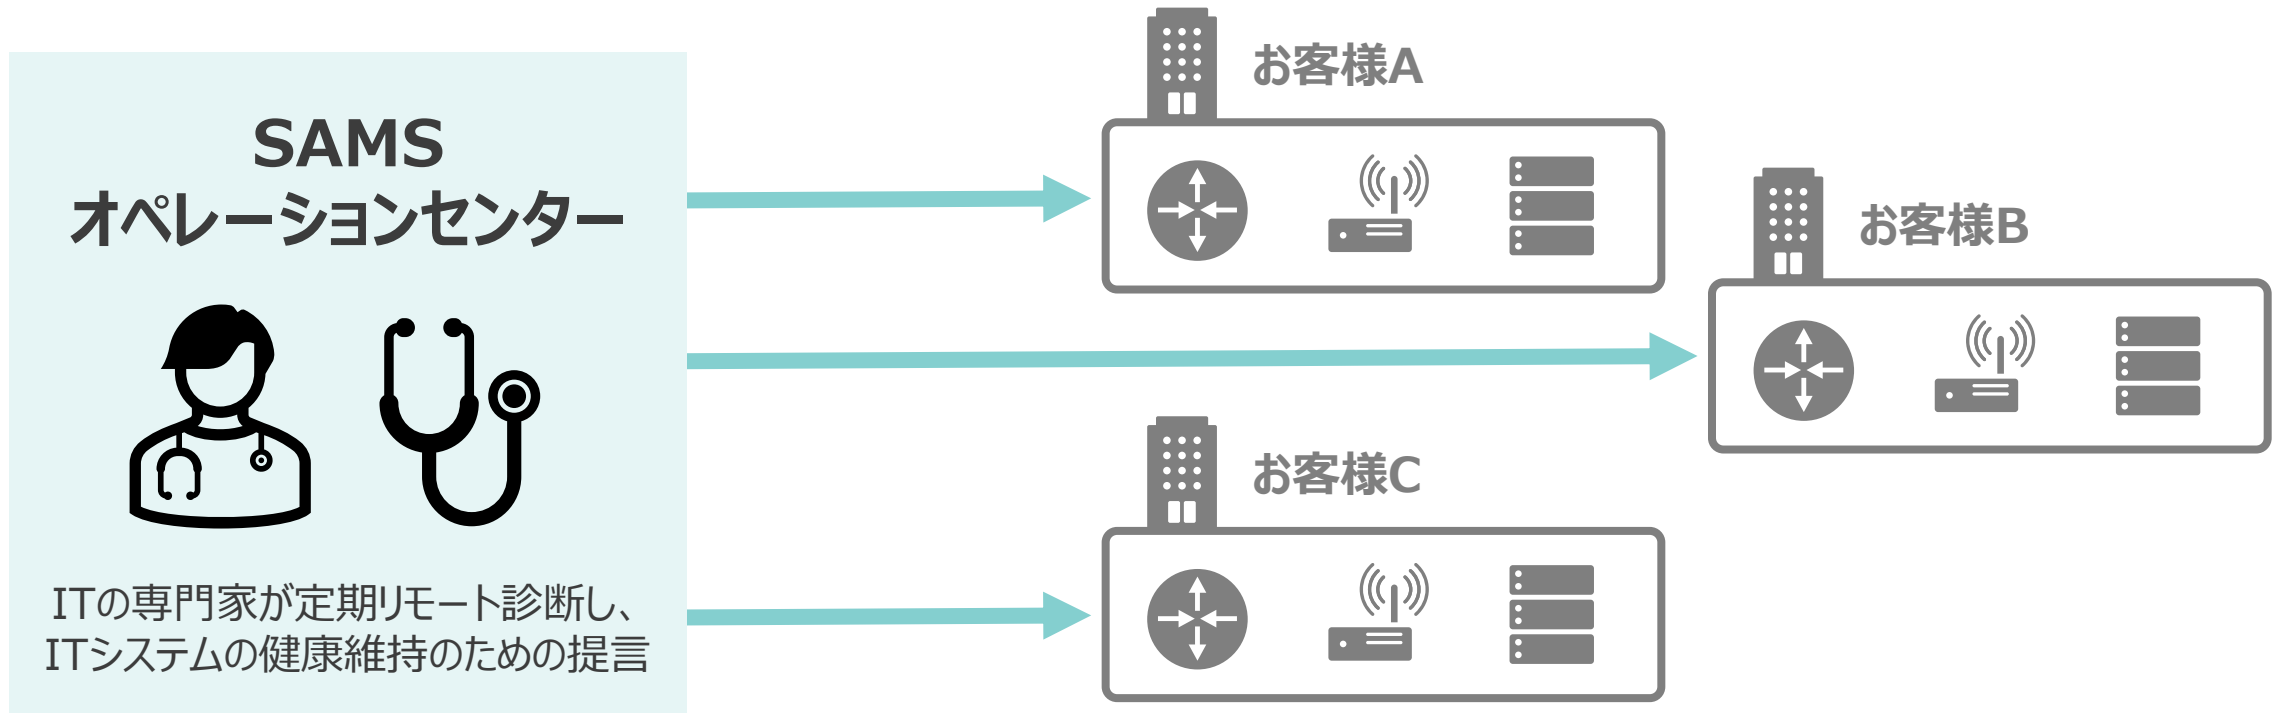 SAMS
オペレーションセンター
ITの専門家が定期リモート診断し、
ITシステムの健康維持のための提言
お客様A
お客様B
お客様C